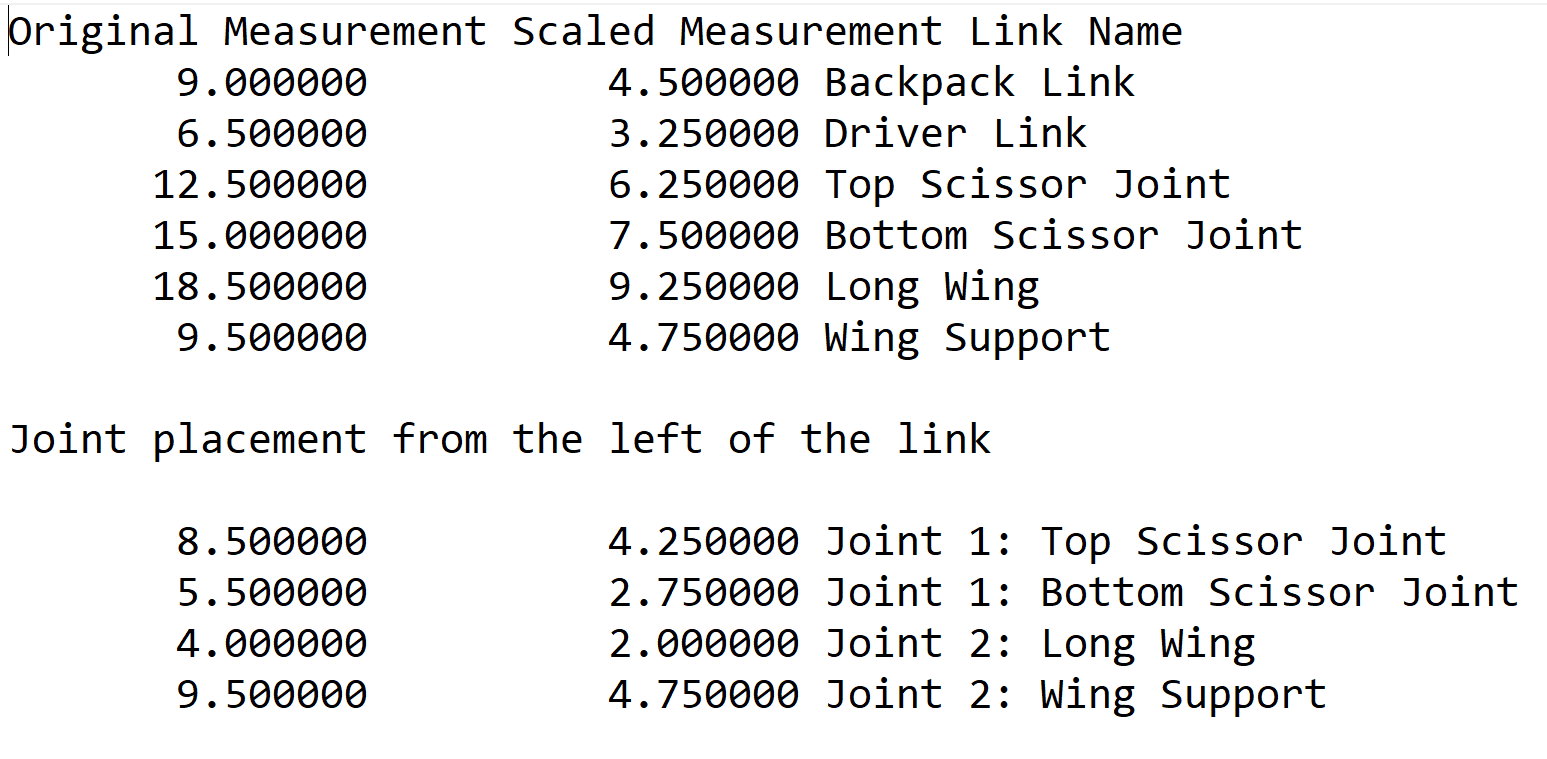 Original Measurement Scaled Measurement Link Name
9.000000 4.500000 Backpack Link
6.500000 3.250000 Driver Link
12.500000 6.250000 Top Scissor Joint
15.000000 7.500000 Bottom Scissor Joint
18.500000 9.250000 Long Wing
9.500000 4.750000 Wing Support
Joint placement from the left of the link
8.500000 4.250000 Joint 1: Top Scissor Joint
5.500000 2.750000 Joint 1: Bottom Scissor Joint
4.000000 2.000000 Joint 2: Long Wing
9.500000 4.750000 Joint 2: Wing Support